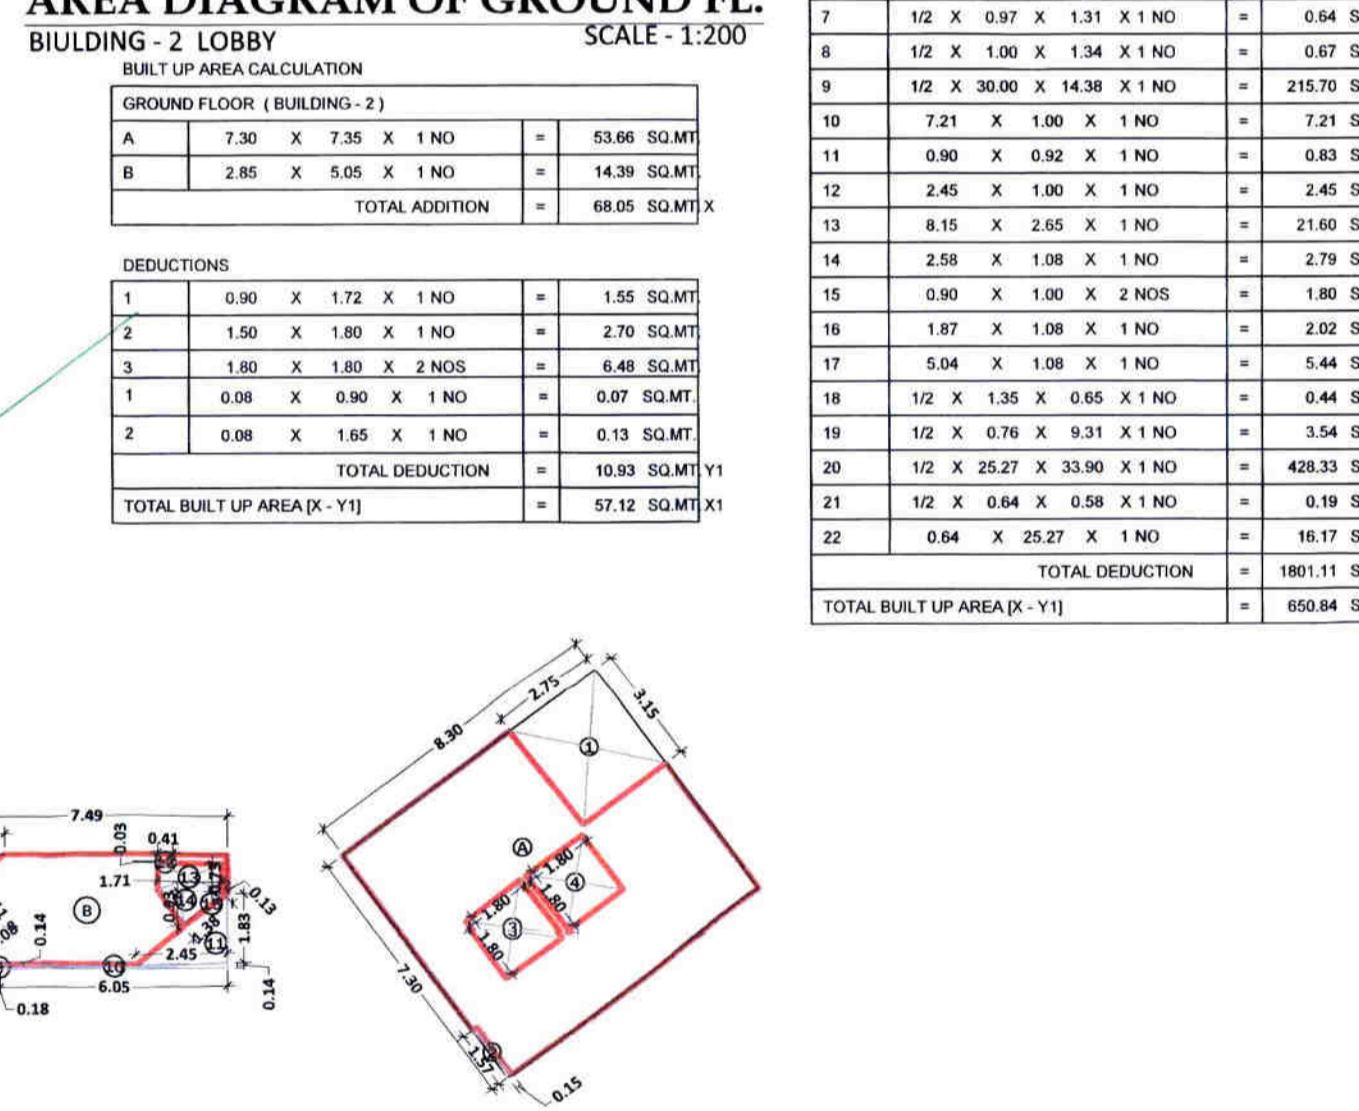 AREA DIAGRAM OF GROUND FL.
BIULDING - 2 LOBBY
SCALE - 1:200
BUILT UP AREA CALCULATION
GROUND FLOOR ( BUILDING - 2 )
A 7.30 X 7.35 X 1 NO = 53.66 SQ.MT
B 2.85 X 5.05 X 1 NO = 14.39 SQ.MT.
TOTAL ADDITION = 68.05 SQ.MT. X
DEDUCTIONS
1 0.90 X 1.72 X 1 NO = 1.55 SQ.MT.
2 1.50 X 1.80 X 1 NO = 2.70 SQ.MT.
3 1.80 X 1.80 X 2 NOS = 6.48 SQ.MT
1 0.08 X 0.90 X 1 NO = 0.07 SQ.MT.
2 0.08 X 1.65 X 1 NO = 0.13 SQ.MT.
TOTAL DEDUCTION = 10.93 SQ.MT. Y1
TOTAL BUILT UP AREA [X - Y1] = 57.12 SQ.MT. X1
7 1/2 X 0.97 X 1.31 X 1 NO = 0.64 S
8 1/2 X 1.00 X 1.34 X 1 NO = 0.67 S
9 1/2 X 30.00 X 14.38 X 1 NO = 215.70 S
10 7.21 X 1.00 X 1 NO = 7.21 S
11 0.90 X 0.92 X 1 NO = 0.83 S
12 2.45 X 1.00 X 1 NO = 2.45 S
13 8.15 X 2.65 X 1 NO = 21.60 S
14 2.58 X 1.08 X 1 NO = 2.79 S
15 0.90 X 1.00 X 2 NOS = 1.80 S
16 1.87 X 1.08 X 1 NO = 2.02 S
17 5.04 X 1.08 X 1 NO = 5.44 S
18 1/2 X 1.35 X 0.65 X 1 NO = 0.44 S
19 1/2 X 0.76 X 9.31 X 1 NO = 3.54 S
20 1/2 X 25.27 X 33.90 X 1 NO = 428.33 S
21 1/2 X 0.64 X 0.58 X 1 NO = 0.19 S
22 0.64 X 25.27 X 1 NO = 16.17 S
TOTAL DEDUCTION = 1801.11 S
TOTAL BUILT UP AREA [X - Y1] = 650.84 S
7.49
0.03
0.41
1.71
13
14
0.13
B
0.14
1.38
1.83
11
2.45
10
6.05
0.14
0.18
8.30
2.75
3.15
1
A
1.80
4
1.80
1.80
3
1.80
7.30
1.57
0.15